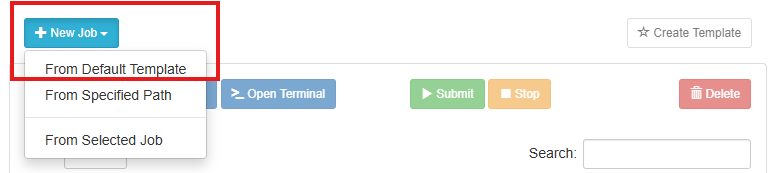 New Job
Create Template
From Default Template
From Specified Path
Open Terminal
Submit
Stop
Delete
From Selected Job
Search: